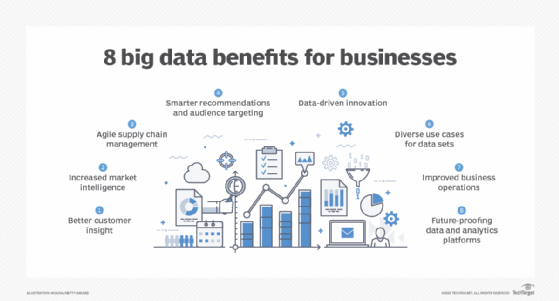 8 big data benefits for businesses
4
Smarter recommendations
and audience targeting
5
Data-driven innovation
3
Agile supply chain
management
6
Diverse use cases
for data sets
2
Increased market
intelligence
7
Improved business
operations
1
Better customer
insight
8
Future-proofing
data and analytics
platforms
TechTarget